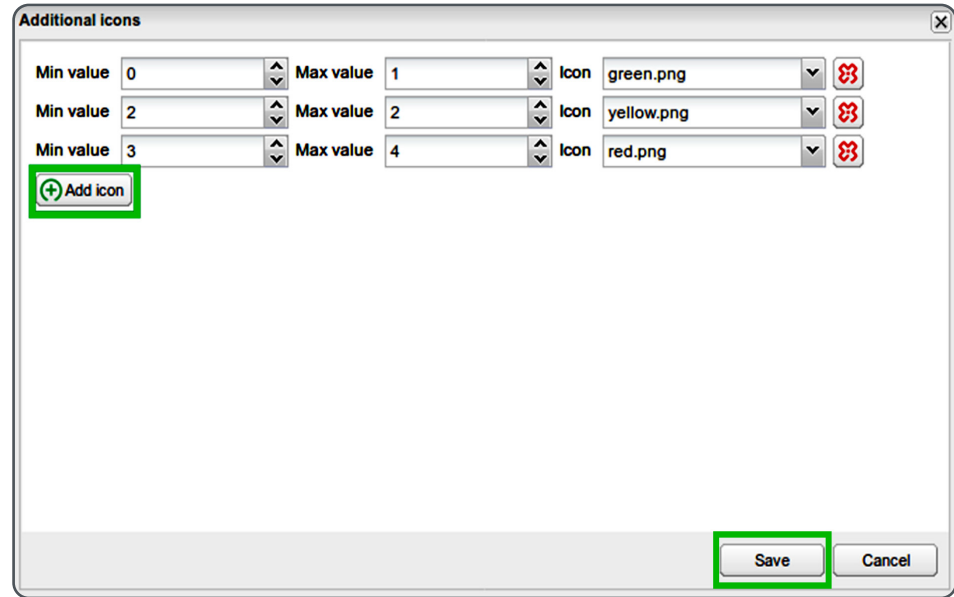 Additional icons
Min value 0 Max value 1 Icon green.png
Min value 2 Max value 2 Icon yellow.png
Min value 3 Max value 4 Icon red.png
Add icon
Save Cancel